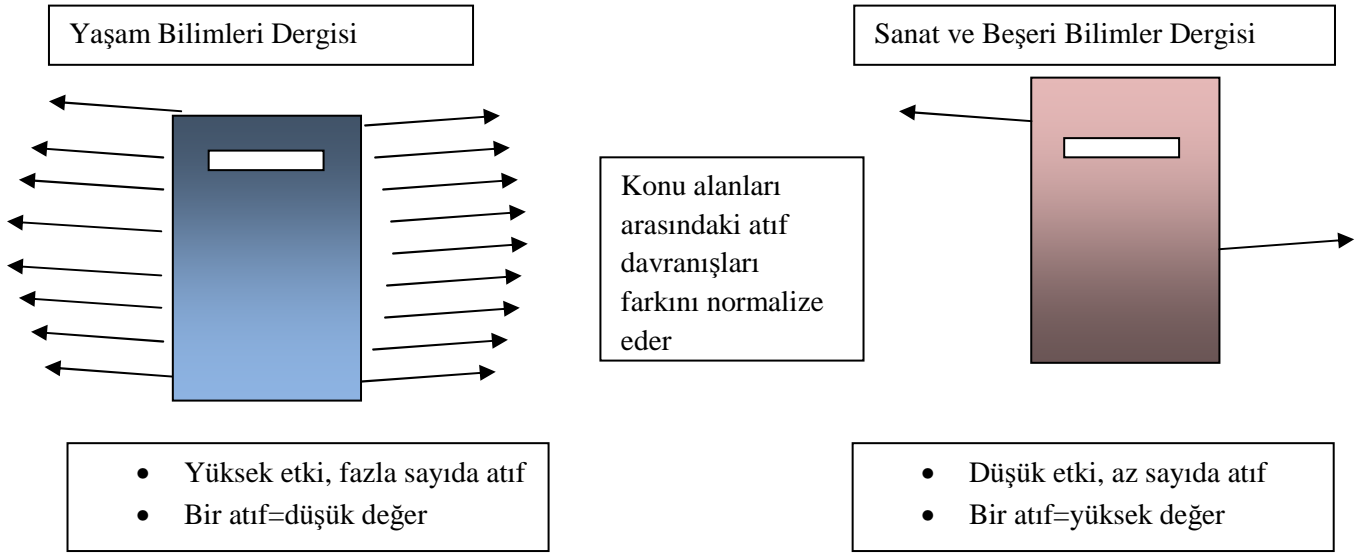 Yaşam Bilimleri Dergisi
Sanat ve Beşeri Bilimler Dergisi
Konu alanları
arasındaki atıf
davranışları
farkını normalize
eder
• Yüksek etki, fazla sayıda atıf
• Bir atıf=düşük değer
• Düşük etki, az sayıda atıf
• Bir atıf=yüksek değer